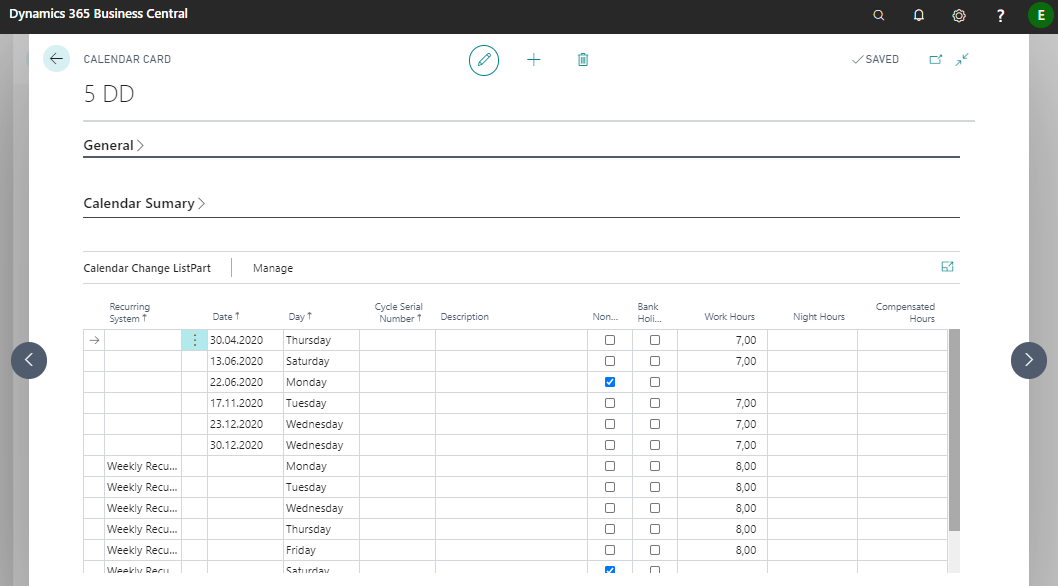 Dynamics 365 Business Central
?
E
CALENDAR CARD
SAVED
5 DD
General
Calendar Sumary
Calendar Change ListPart Manage
Recurring System Date Day Cycle Serial Number Description Non... Bank Holi... Work Hours Night Hours Compensated Hours
30.04.2020 Thursday 7,00
13.06.2020 Saturday 7,00
22.06.2020 Monday
17.11.2020 Tuesday 7,00
23.12.2020 Wednesday 7,00
30.12.2020 Wednesday 7,00
Weekly Recu... Monday 8,00
Weekly Recu... Tuesday 8,00
Weekly Recu... Wednesday 8,00
Weekly Recu... Thursday 8,00
Weekly Recu... Friday 8,00
Weekly Recu... Saturday